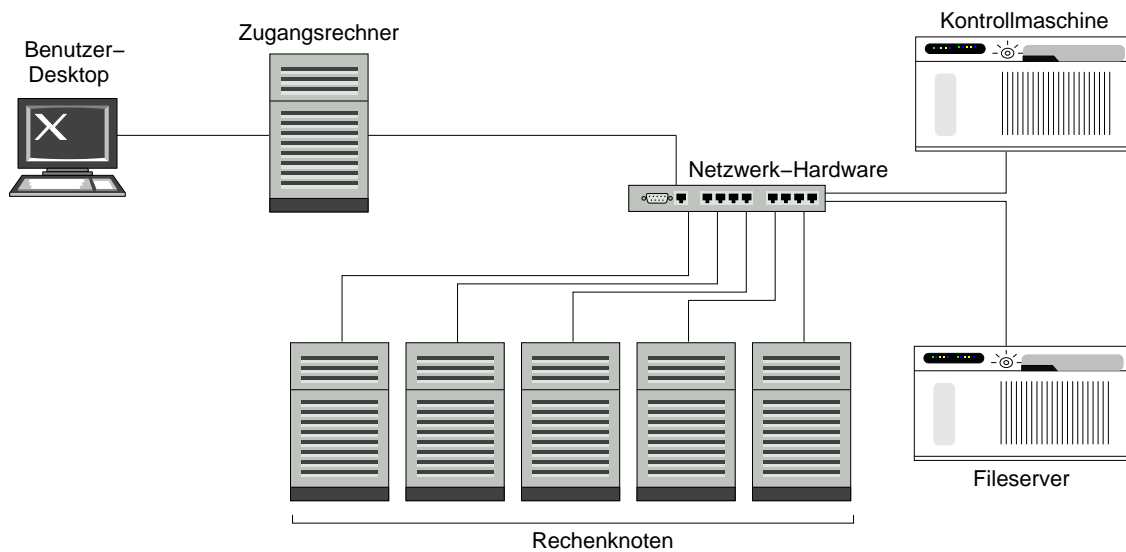 Kontrollmaschine
Zugangsrechner
Benutzer–
Desktop
X
Netzwerk–Hardware
Fileserver
Rechenknoten